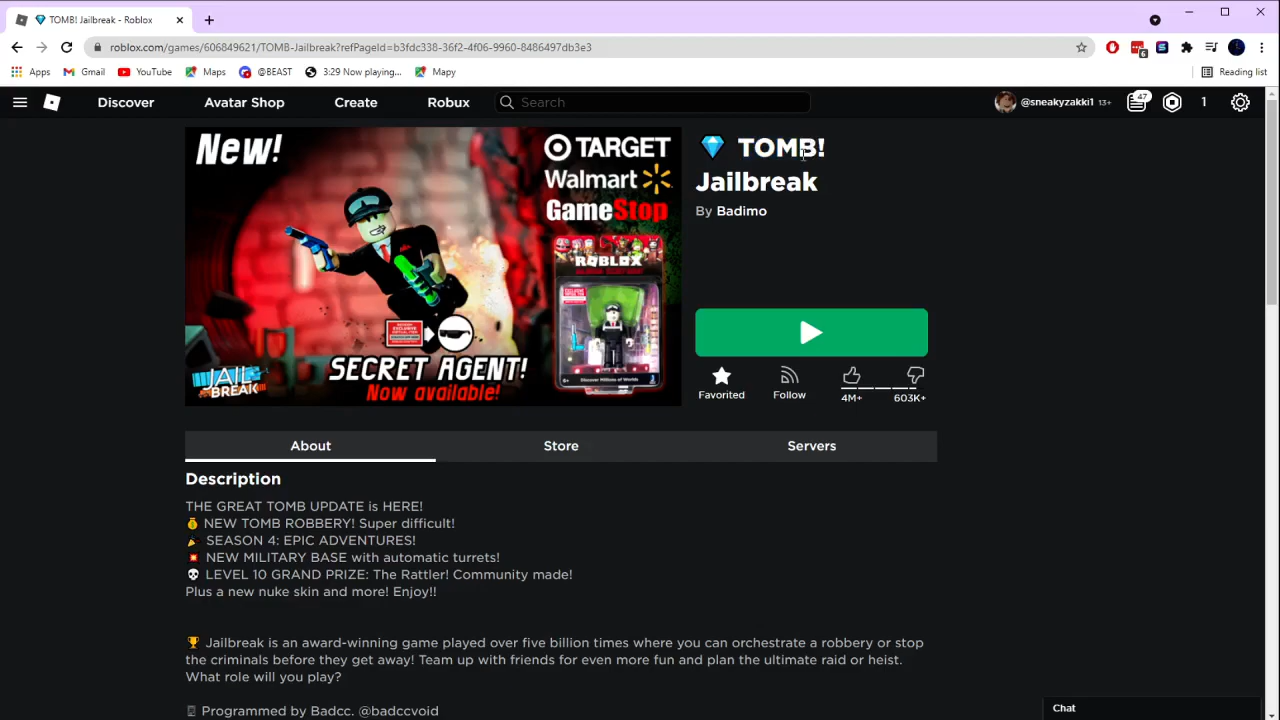 TOMB! Jailbreak - Roblox
roblox.com/games/606849621/TOMB-Jailbreak?refPageId=b3fdc338-36f2-4f06-9960-8486497db3e3
6
Apps Gmail YouTube Maps @BEAST 3:29 Now playing... Mapy Reading list
Discover Avatar Shop Create Robux Search @sneakyzakki1 13+ 47 1
New!
TARGET
Walmart
GameStop
ROBLOX
SECRET AGENT!
Now available!
JAIL
BREAK
TOMB!
Jailbreak
By Badimo
Favorited Follow 4M+ 603K+
About Store Servers
Description
THE GREAT TOMB UPDATE is HERE!
NEW TOMB ROBBERY! Super difficult!
SEASON 4: EPIC ADVENTURES!
NEW MILITARY BASE with automatic turrets!
LEVEL 10 GRAND PRIZE: The Rattler! Community made!
Plus a new nuke skin and more! Enjoy!!
Jailbreak is an award-winning game played over five billion times where you can orchestrate a robbery or stop
the criminals before they get away! Team up with friends for even more fun and plan the ultimate raid or heist.
What role will you play?
Programmed by Badcc. @badccvoid
Chat